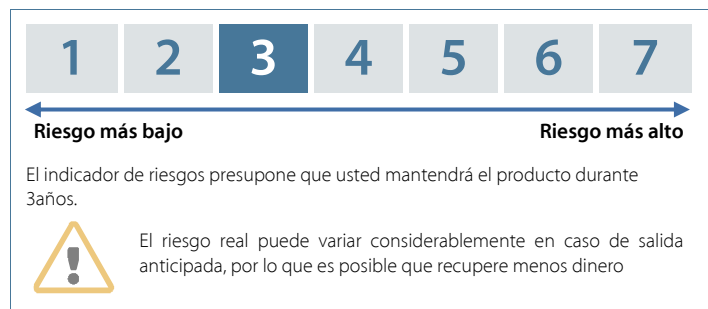 1 2 3 4 5 6 7
Riesgo más bajo Riesgo más alto
El indicador de riesgos presupone que usted mantendrá el producto durante
3años.
El riesgo real puede variar considerablemente en caso de salida
anticipada, por lo que es posible que recupere menos dinero